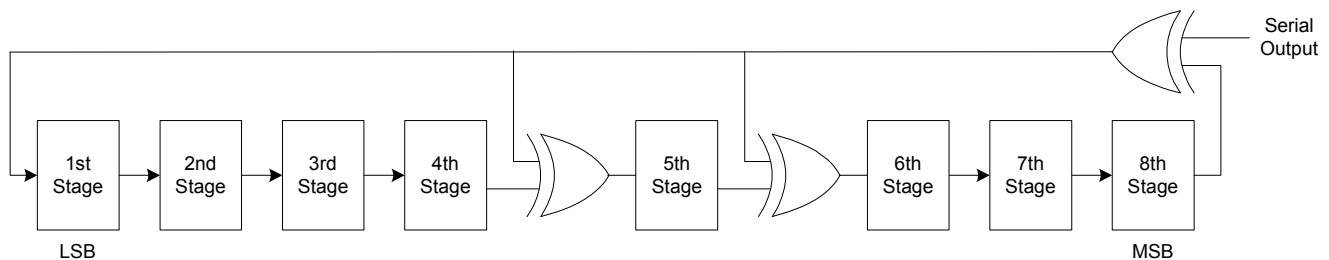 Serial
Output
1st
Stage
2nd
Stage
3rd
Stage
4th
Stage
5th
Stage
6th
Stage
7th
Stage
8th
Stage
LSB
MSB